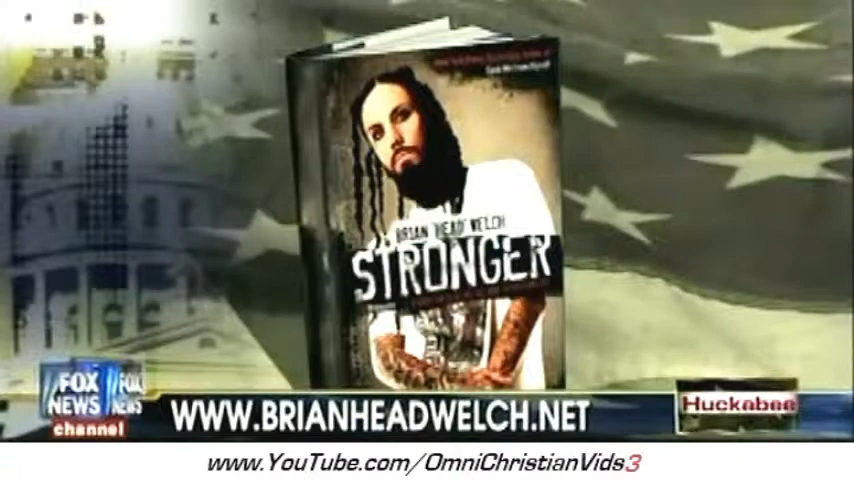 BRIAN "HEAD" WELCH
STRONGER
FOX NEWS channel
FOX NEWS
WWW.BRIANHEADWELCH.NET
Huckabee
www.YouTube.com/OmniChristianVids3